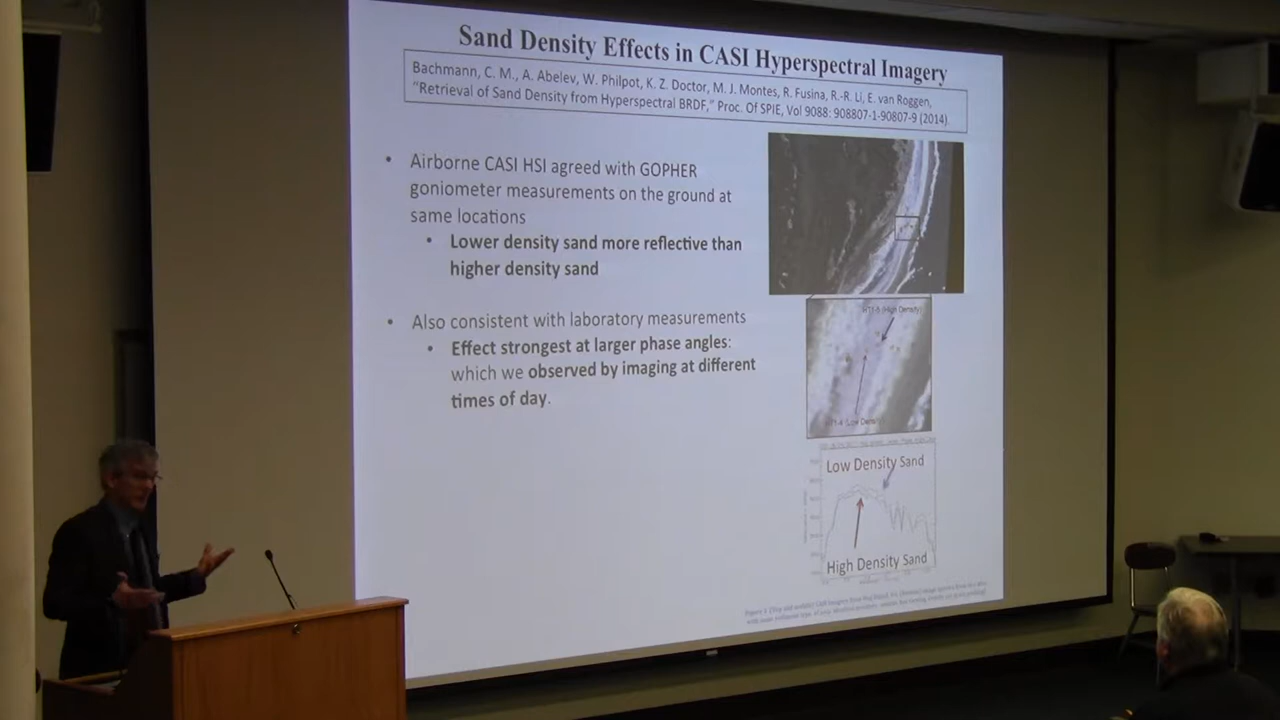 Sand Density Effects in CASI Hyperspectral Imagery
Bachmann, C. M., A. Abelev, W. Philpot, K. Z. Doctor, M. J. Montes, R. Fusina, R.-R. Li, E. van Roggen,
"Retrieval of Sand Density from Hyperspectral BRDF," Proc. Of SPIE, Vol 9088: 908807-1-90807-9 (2014).
• Airborne CASI HSI agreed with GOPHER
goniometer measurements on the ground at
same locations
• Lower density sand more reflective than
higher density sand
• Also consistent with laboratory measurements
• Effect strongest at larger phase angles:
which we observed by imaging at different
times of day.
(High Density)
(Low Density)
Low Density Sand
High Density Sand